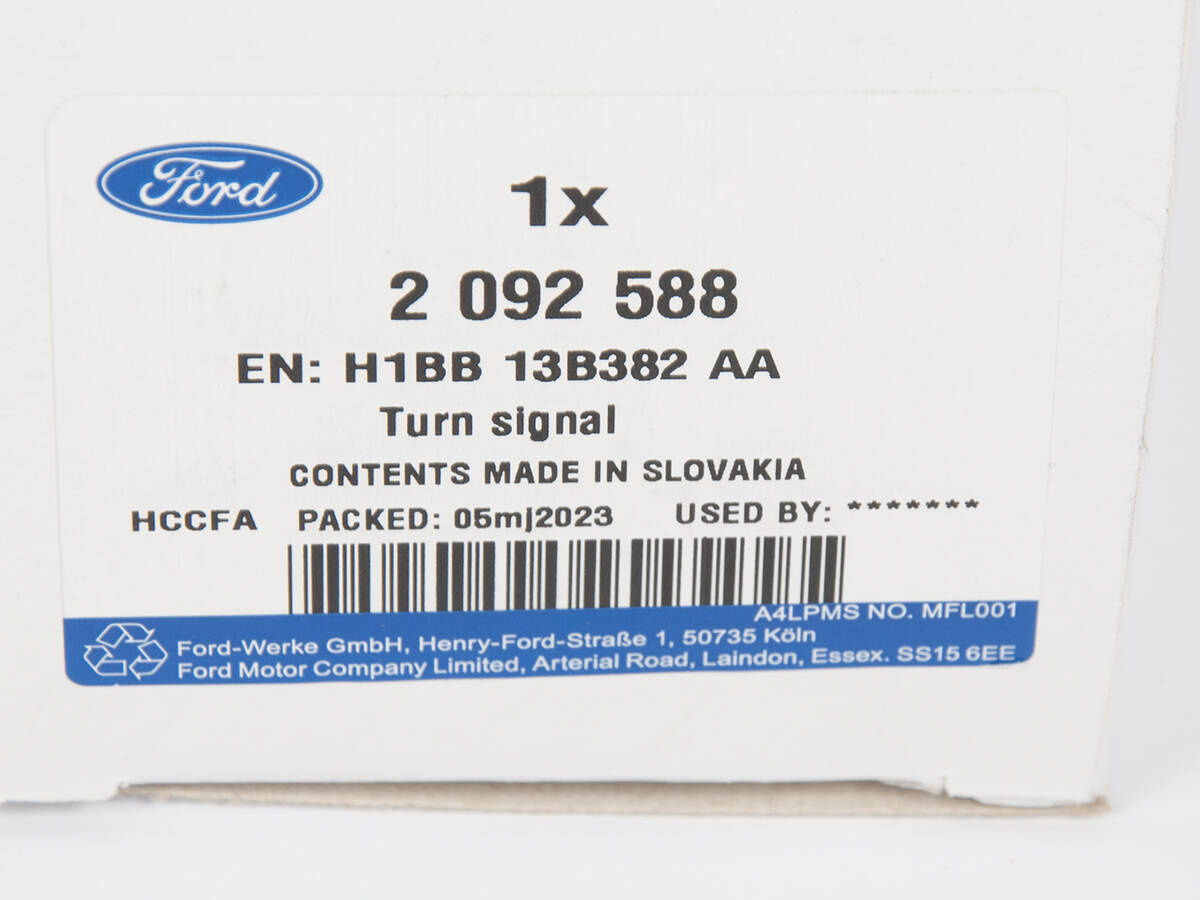 Ford
1x
2 092 588
EN: H1BB 13B382 AA
Turn signal
CONTENTS MADE IN SLOVAKIA
HCCFA PACKED: 05mj2023 USED BY: *******
A4LPMS NO. MFL001
Ford-Werke GmbH, Henry-Ford-Straße 1, 50735 Köln
Ford Motor Company Limited, Arterial Road, Laindon, Essex. SS15 6EE